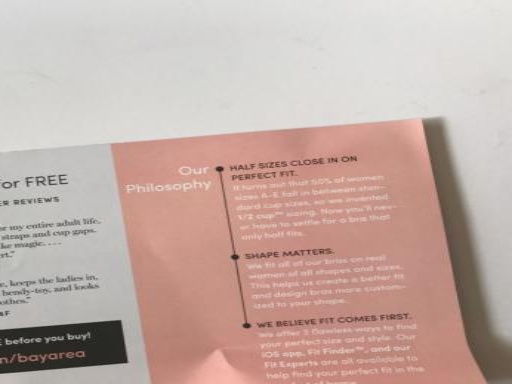 for FREE
ER REVIEWS
r my entire adult life,
straps and cup gaps.
ke magic. . . .
rt."
e, keeps the ladies in,
bendy-toy, and looks
othes."
AF
E before you buy!
n/bayarea
Our
Philosophy
HALF SIZES CLOSE IN ON
PERFECT FIT.
It turns out that 50% of women
sizes A-E fall in between stan-
dard cup sizes, so we invented
1/2 cup™ sizing. Now you'll nev-
er have to settle for a bra that
only half fits.
SHAPE MATTERS.
We fit all of our bras on real
women of all shapes and sizes.
This helps us create a better fit
and design bras more custom-
ized to your shape.
WE BELIEVE FIT COMES FIRST.
We offer 3 flawless ways to find
your perfect size and style. Our
iOS app, Fit Finder™, and our
Fit Experts are all available to
help find your perfect fit in the
of home